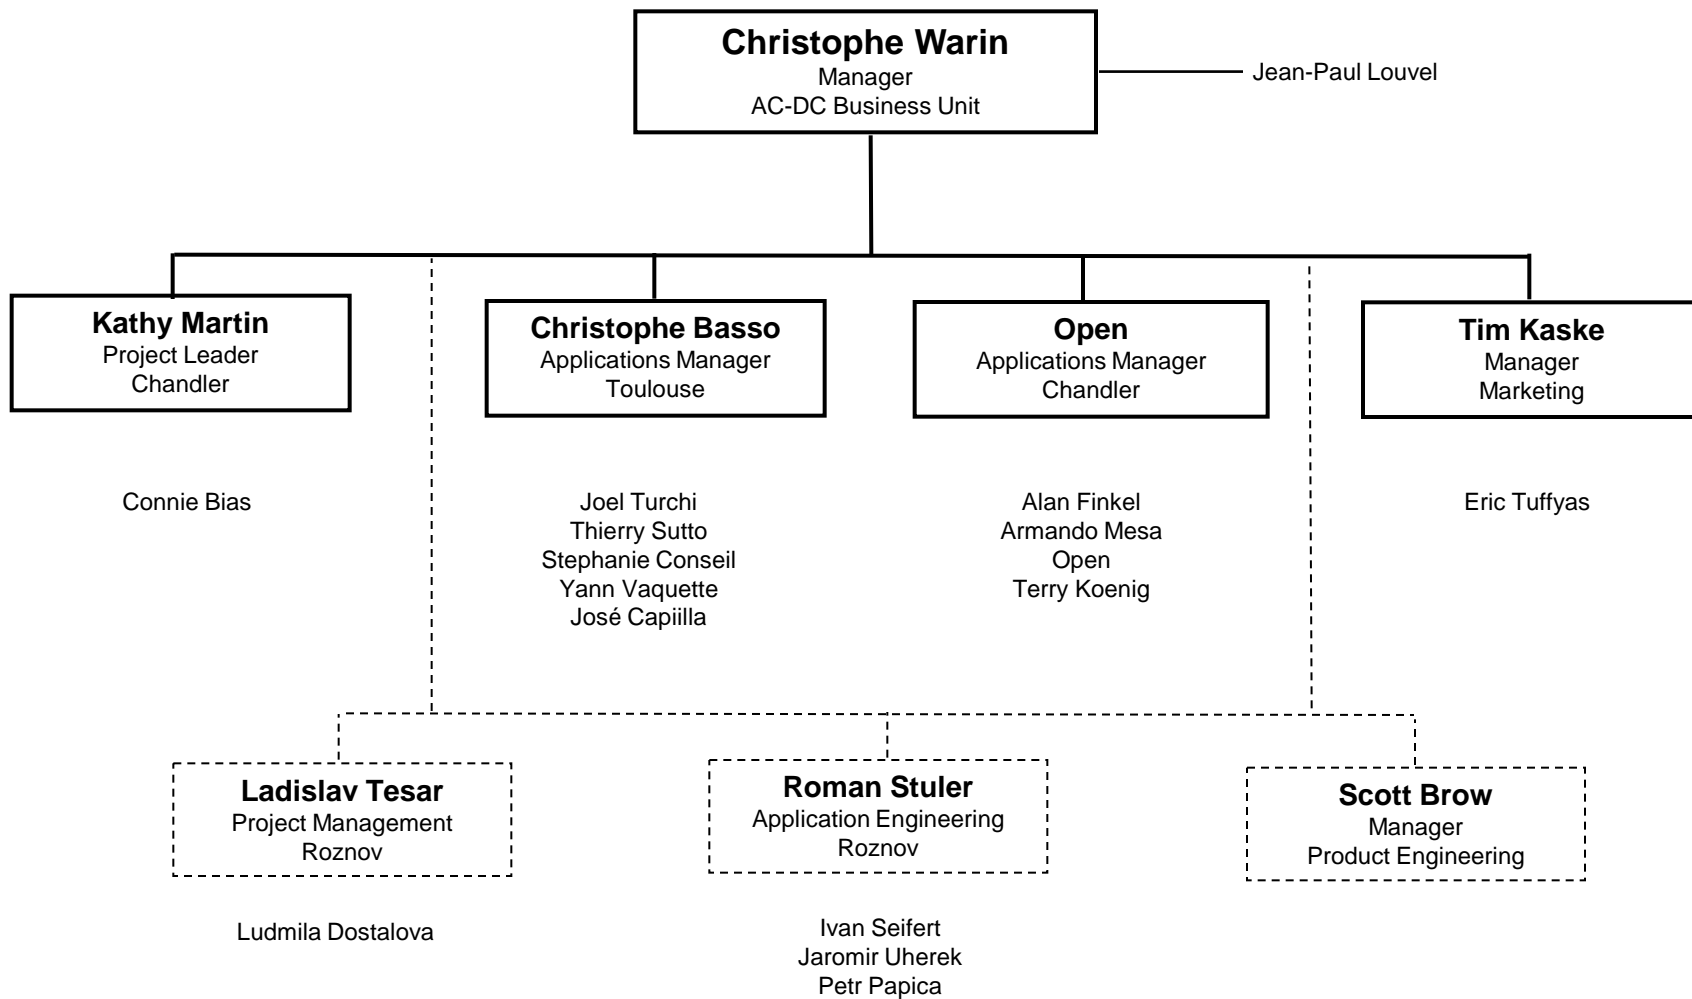 Christophe Warin
Manager
AC-DC Business Unit
Jean-Paul Louvel
Kathy Martin
Project Leader
Chandler
Christophe Basso
Applications Manager
Toulouse
Open
Applications Manager
Chandler
Tim Kaske
Manager
Marketing
Connie Bias
Joel Turchi
Thierry Sutto
Stephanie Conseil
Yann Vaquette
José Capiilla
Alan Finkel
Armando Mesa
Open
Terry Koenig
Eric Tuffyas
Ladislav Tesar
Project Management
Roznov
Roman Stuler
Application Engineering
Roznov
Scott Brow
Manager
Product Engineering
Ludmila Dostalova
Ivan Seifert
Jaromir Uherek
Petr Papica